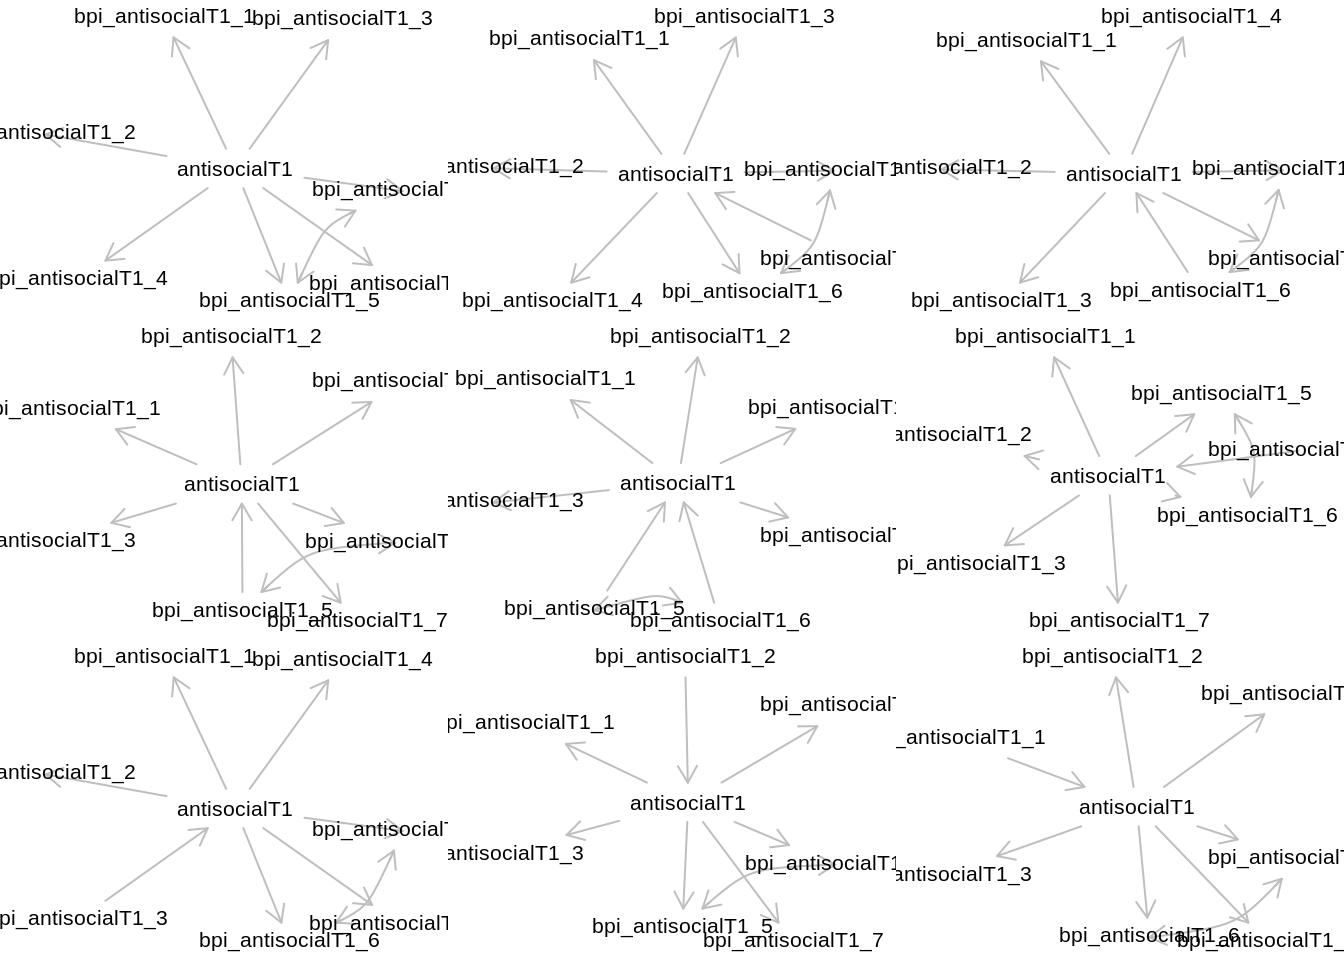 bpi_antisocialT1_1
bpi_antisocialT1_3
antisocialT1_2
antisocialT1
bpi_antisocialT
pi_antisocialT1_4
bpi_antisocialT
bpi_antisocialT1_5
bpi_antisocialT1_3
bpi_antisocialT1_1
antisocialT1_2
antisocialT1
bpi_antisocialT1
bpi_antisocialT
bpi_antisocialT1_4
bpi_antisocialT1_6
bpi_antisocialT1_4
bpi_antisocialT1_1
antisocialT1_2
antisocialT1
bpi_antisocialT1
bpi_antisocialT
bpi_antisocialT1_3
bpi_antisocialT1_6
bpi_antisocialT1_2
bpi_antisocialT
pi_antisocialT1_1
antisocialT1
antisocialT1_3
bpi_antisocialT
bpi_antisocialT1_5
bpi_antisocialT1_7
bpi_antisocialT1_2
bpi_antisocialT1_1
bpi_antisocialT1
antisocialT1
antisocialT1_3
bpi_antisocialT
bpi_antisocialT1_5
bpi_antisocialT1_6
bpi_antisocialT1_1
bpi_antisocialT1_5
antisocialT1_2
bpi_antisocialT
antisocialT1
bpi_antisocialT1_6
pi_antisocialT1_3
bpi_antisocialT1_7
bpi_antisocialT1_1
bpi_antisocialT1_4
antisocialT1_2
antisocialT1
bpi_antisocialT
pi_antisocialT1_3
bpi_antisocialT
bpi_antisocialT1_6
bpi_antisocialT1_2
bpi_antisocialT
pi_antisocialT1_1
antisocialT1
antisocialT1_3
bpi_antisocialT1
bpi_antisocialT1_5
bpi_antisocialT1_7
bpi_antisocialT1_2
bpi_antisocialT
_antisocialT1_1
antisocialT1
antisocialT1_3
bpi_antisocialT
bpi_antisocialT1_6
bpi_antisocialT1_